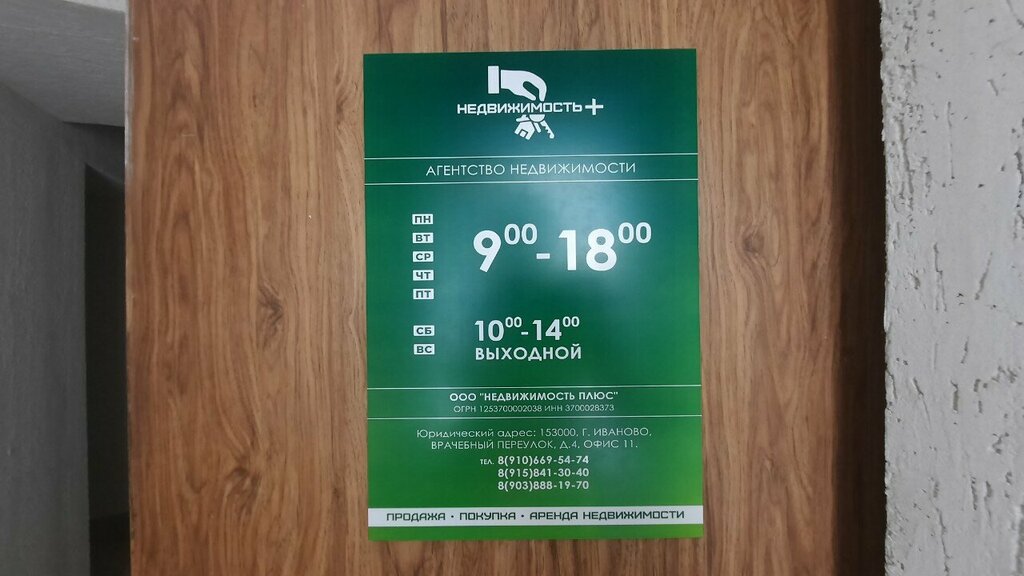 НЕДВИЖИМОСТЬ+
АГЕНТСТВО НЕДВИЖИМОСТИ
ПН
ВТ
СР
ЧТ
ПТ
9⁰⁰-18⁰⁰
СБ 10⁰⁰-14⁰⁰
ВС ВЫХОДНОЙ
ООО "НЕДВИЖИМОСТЬ ПЛЮС"
ОГРН 1253700002038 ИНН 3700028373
Юридический адрес: 153000, Г. ИВАНОВО,
ВРАЧЕБНЫЙ ПЕРЕУЛОК, Д.4, ОФИС 11.
ТЕЛ. 8(910)669-54-74
8(915)841-30-40
8(903)888-19-70
ПРОДАЖА · ПОКУПКА · АРЕНДА НЕДВИЖИМОСТИ